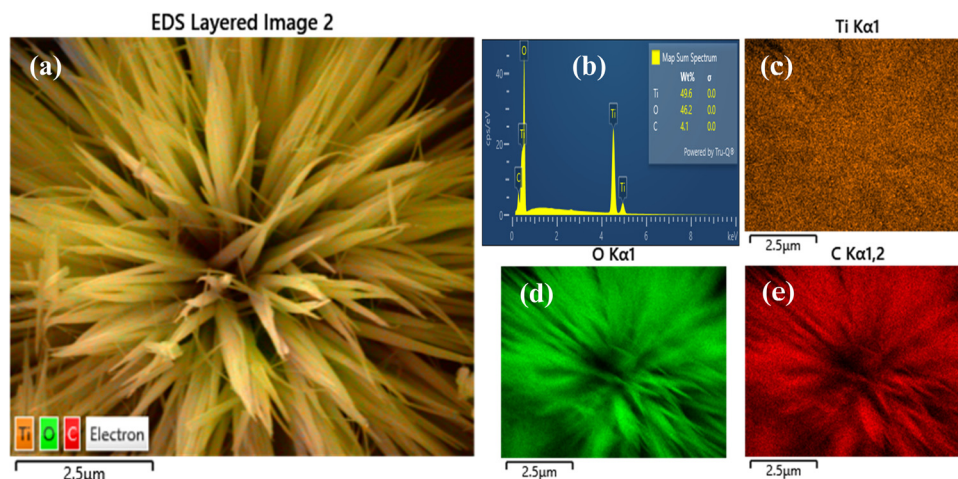 EDS Layered Image 2
(a)
Ti O C Electron
2.5μm
(b)
cps/eV
40
20
0
0 2 4 6 8 keV
C
Ti
O
Ti
Ti
Map Sum Spectrum
Wt% σ
Ti 49.6 0.0
O 46.2 0.0
C 4.1 0.0
Powered by Tru-Q®
Ti Kα1
(c)
2.5μm
O Kα1
(d)
2.5μm
C Kα1,2
(e)
2.5μm